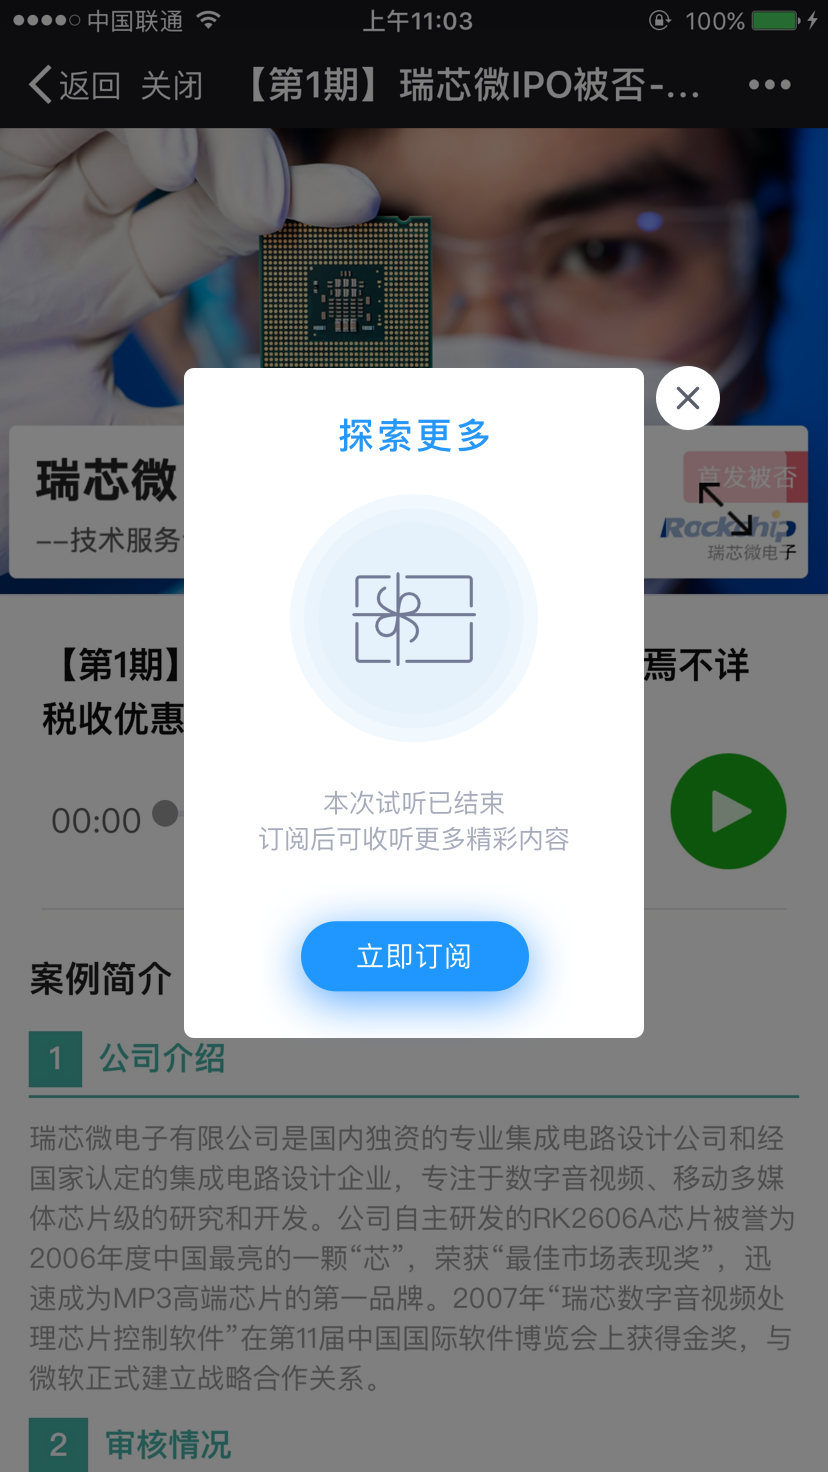 中国联通
上午11:03
100%
返回 关闭 【第1期】瑞芯微IPO被否-...
瑞芯微
首发被否
--技术服务
Rockchip
瑞芯微电子
探索更多
【第1期】
焉不详
税收优惠
00:00
本次试听已结束
订阅后可收听更多精彩内容
立即订阅
案例简介
1 公司介绍
瑞芯微电子有限公司是国内独资的专业集成电路设计公司和经
国家认定的集成电路设计企业，专注于数字音视频、移动多媒
体芯片级的研究和开发。公司自主研发的RK2606A芯片被誉为
2006年度中国最亮的一颗“芯”，荣获“最佳市场表现奖”，迅
速成为MP3高端芯片的第一品牌。2007年“瑞芯数字音视频处
理芯片控制软件”在第11届中国国际软件博览会上获得金奖，与
微软正式建立战略合作关系。
2 审核情况